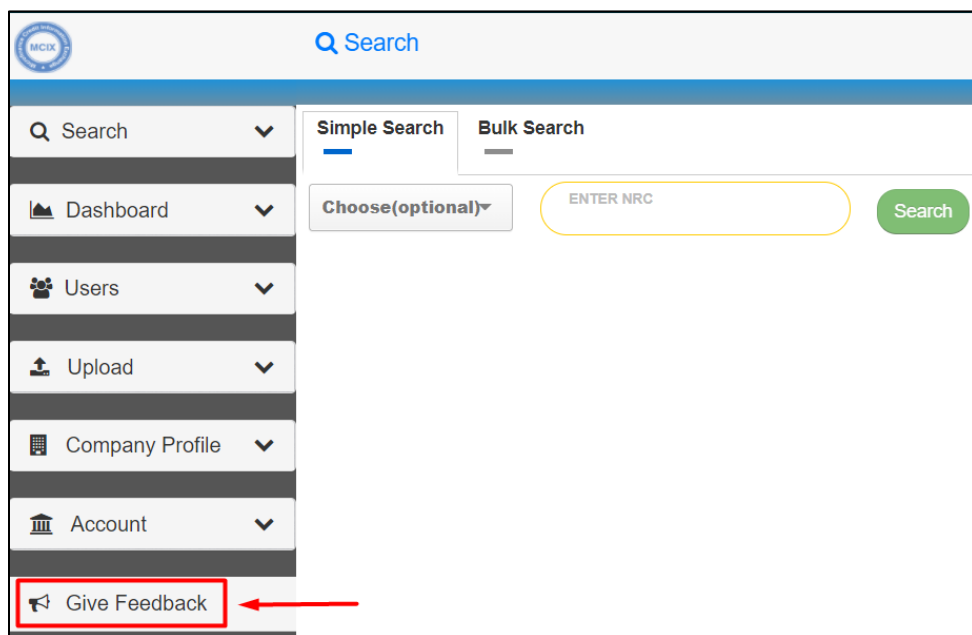 MCIX
Search
Search
Dashboard
Users
Upload
Company Profile
Account
Give Feedback
Simple Search
Bulk Search
Choose(optional)
ENTER NRC
Search